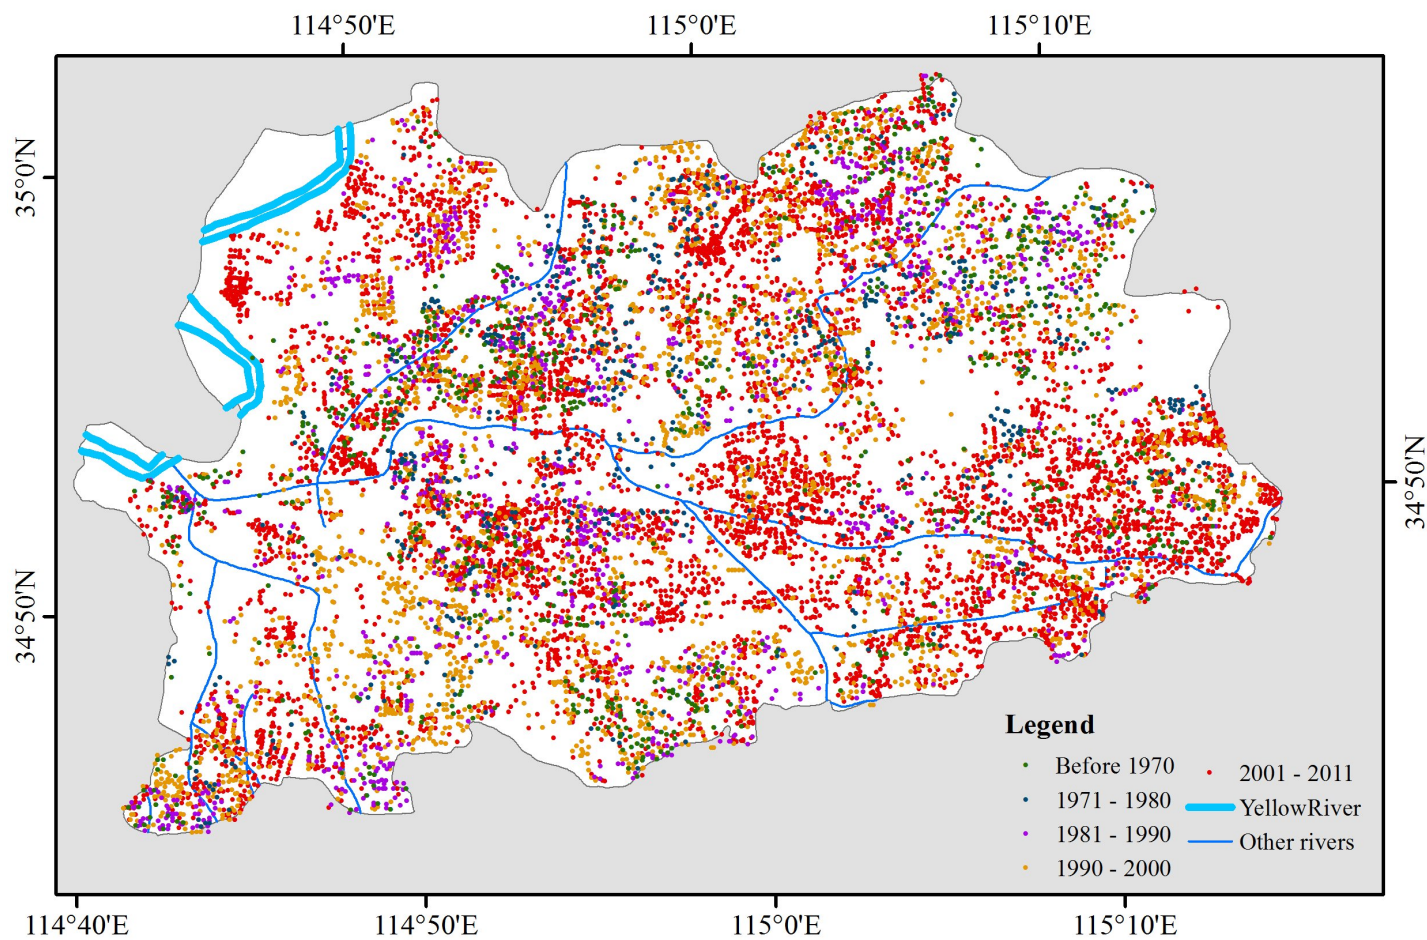 114°50'E 115°0'E 115°10'E
35°0'N
34°50'N
34°50'N
Legend
Before 1970
1971 - 1980
1981 - 1990
1990 - 2000
2001 - 2011
YellowRiver
Other rivers
114°40'E 114°50'E 115°0'E 115°10'E